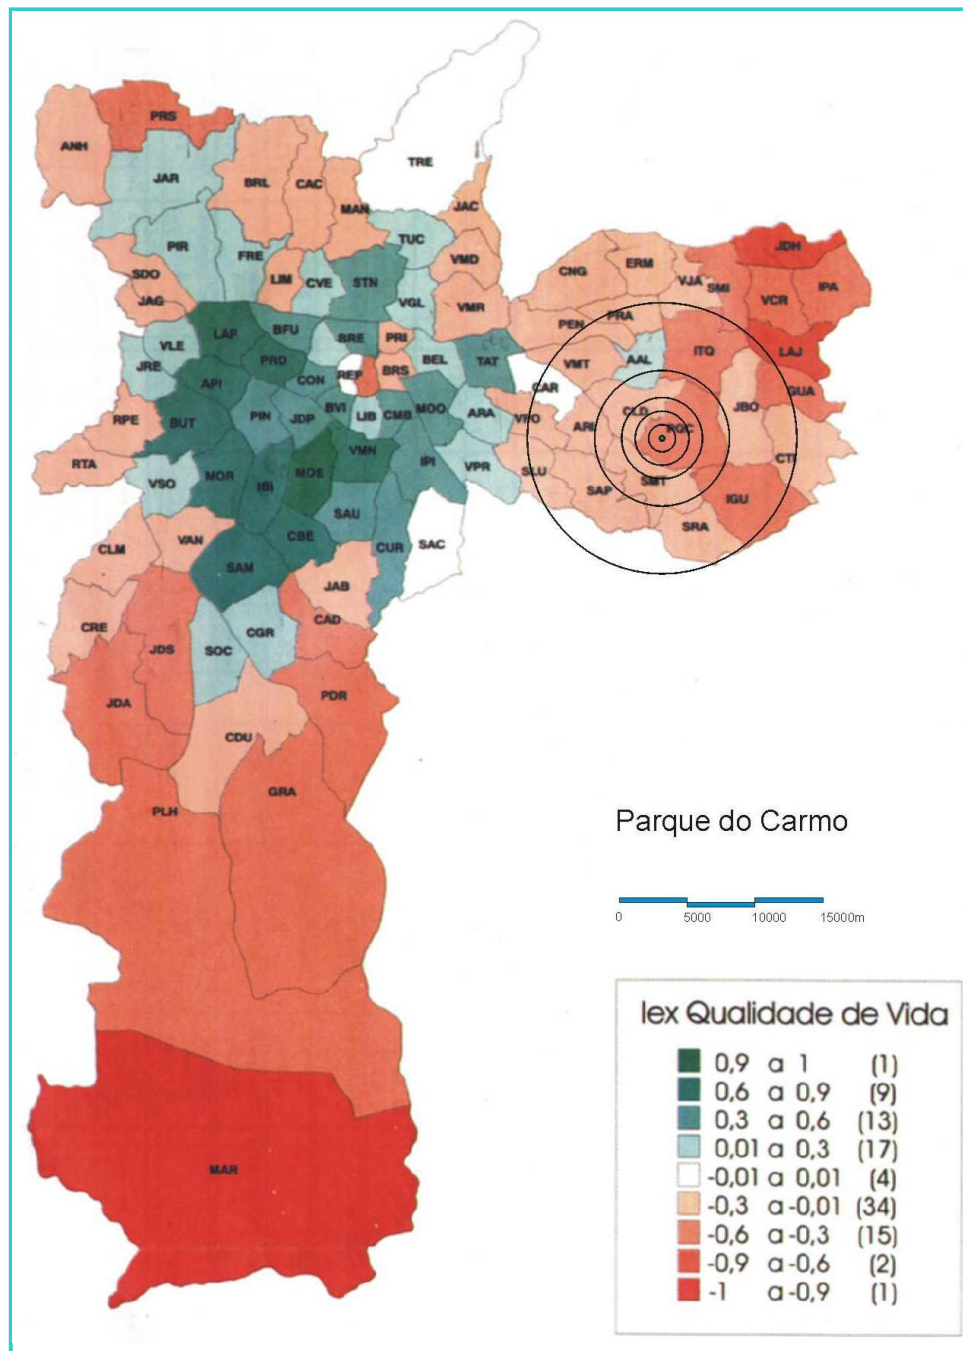 PRS
ANH
TRE
JAR
BRL
CAC
MAN
JAC
TUC
PIR
FRE
VMD
JDH
SDO
LIM
CVE
STN
CNG
ERM
VJA
SMI
VCR
IPA
JAG
VGL
VMR
LAP
BFU
PEN
PRA
VLE
BRE
PRI
ITQ
LAJ
JRE
PRD
REP
BRS
BEL
TAT
VMT
AAL
API
CON
CAR
GUA
RPE
BUT
PIN
JDP
BVI
LIB
CMB
MOO
ARA
VFO
ARI
CLD
PQC
JBO
RTA
VSO
MOR
IBI
MOE
VMN
IPI
VPR
SLU
SAP
SMT
IGU
CTI
SAU
CLM
VAN
CBE
CUR
SAC
SRA
SAM
JAB
CRE
JDS
SOC
CGR
CAD
JDA
PDR
CDU
PLH
GRA
MAR
Parque do Carmo
0 5000 10000 15000m
Iex Qualidade de Vida
0,9 a 1 (1)
0,6 a 0,9 (9)
0,3 a 0,6 (13)
0,01 a 0,3 (17)
-0,01 a 0,01 (4)
-0,3 a -0,01 (34)
-0,6 a -0,3 (15)
-0,9 a -0,6 (2)
-1 a -0,9 (1)